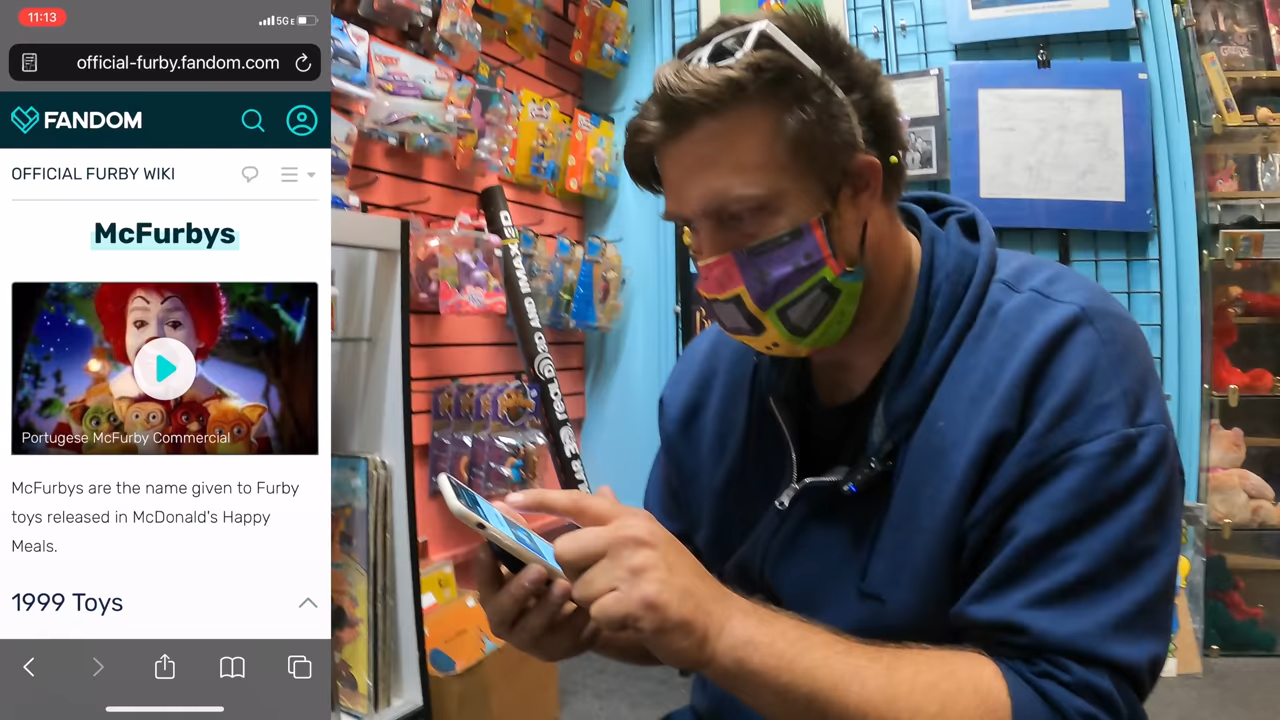 11:13
5G E
official-furby.fandom.com
FANDOM
OFFICIAL FURBY WIKI
McFurbys
Portugese McFurby Commercial
McFurbys are the name given to Furby
toys released in McDonald's Happy
Meals.
1999 Toys